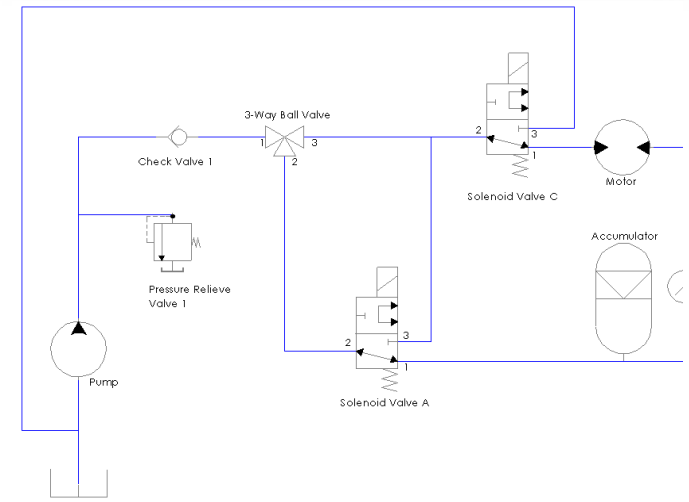 3-Way Ball Valve
1
3
2
Check Valve 1
2
3
1
Solenoid Valve C
Motor
Accumulator
Pressure Relieve
Valve 1
Pump
2
3
1
Solenoid Valve A